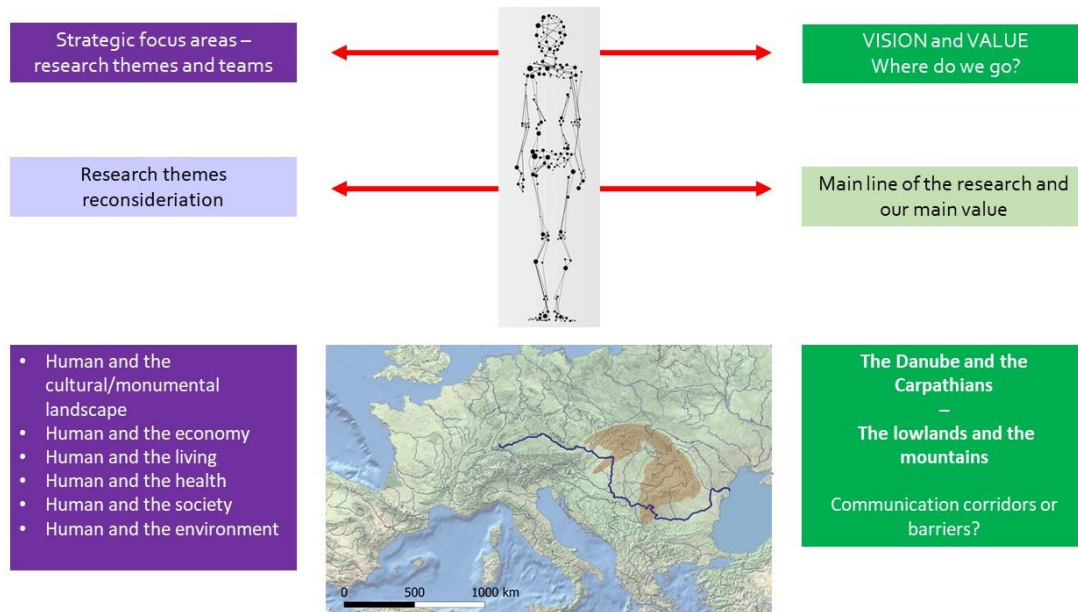 Strategic focus areas –
research themes and teams
VISION and VALUE
Where do we go?
Research themes
reconsideriation
Main line of the research and
our main value
• Human and the
cultural/monumental
landscape
• Human and the economy
• Human and the living
• Human and the health
• Human and the society
• Human and the environment
0 500 1000 km
The Danube and the
Carpathians
–
The lowlands and the
mountains
Communication corridors or
barriers?